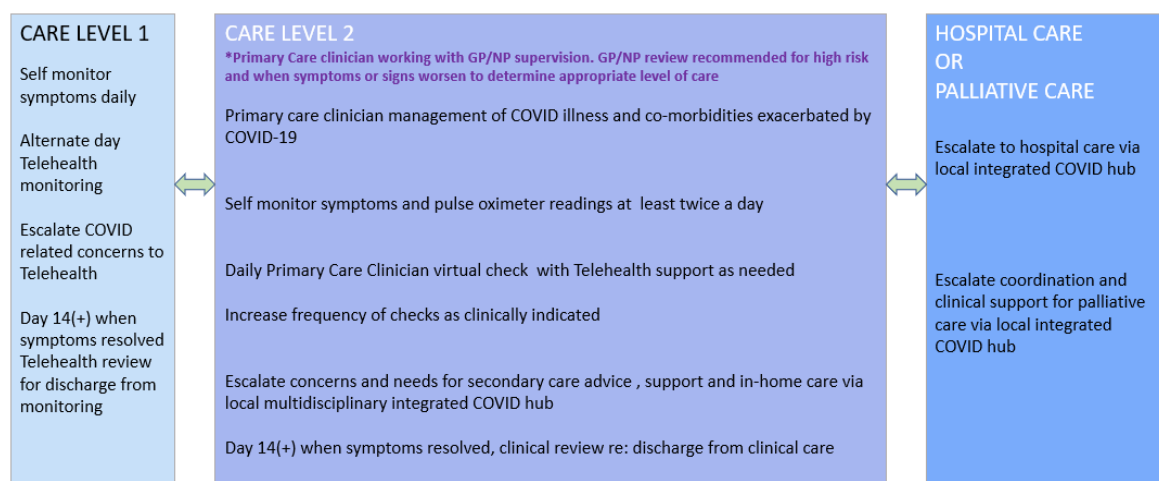 CARE LEVEL 1
Self monitor
symptoms daily
Alternate day
Telehealth
monitoring
Escalate COVID
related concerns to
Telehealth
Day 14(+) when
symptoms resolved
Telehealth review
for discharge from
monitoring
CARE LEVEL 2
*Primary Care clinician working with GP/NP supervision. GP/NP review recommended for high risk
and when symptoms or signs worsen to determine appropriate level of care
Primary care clinician management of COVID illness and co-morbidities exacerbated by
COVID-19
Self monitor symptoms and pulse oximeter readings at least twice a day
Daily Primary Care Clinician virtual check with Telehealth support as needed
Increase frequency of checks as clinically indicated
Escalate concerns and needs for secondary care advice , support and in-home care via
local multidisciplinary integrated COVID hub
Day 14(+) when symptoms resolved, clinical review re: discharge from clinical care
HOSPITAL CARE
OR
PALLIATIVE CARE
Escalate to hospital care via
local integrated COVID hub
Escalate coordination and
clinical support for palliative
care via local integrated
COVID hub